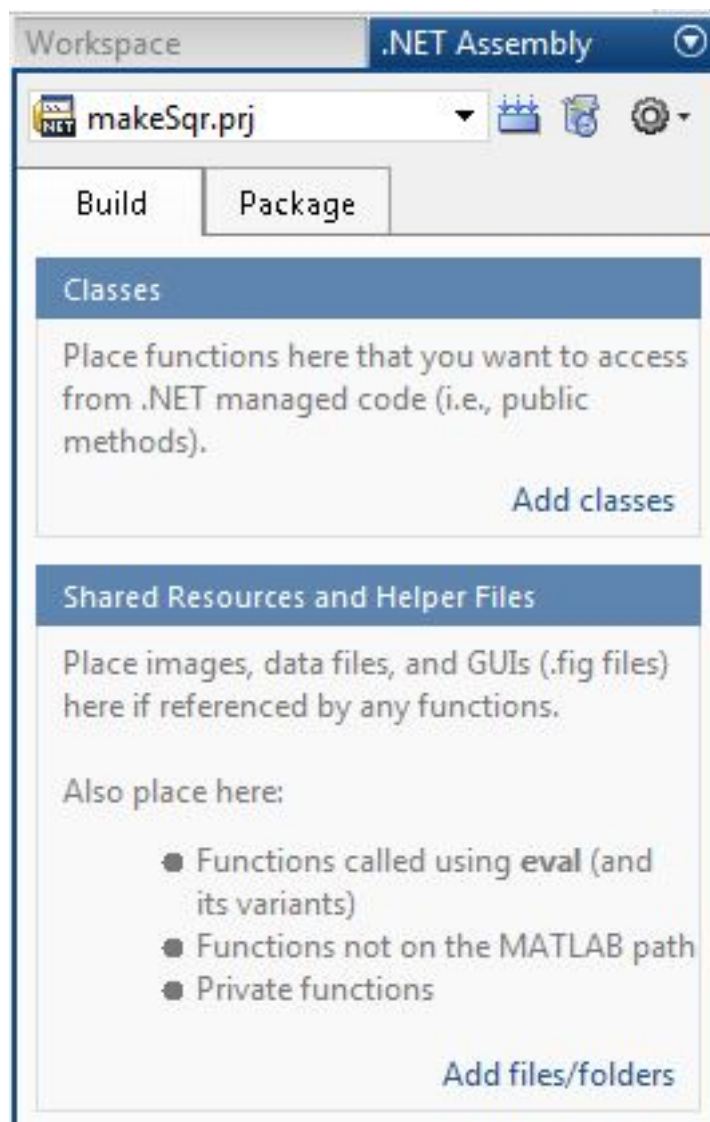 Workspace
.NET Assembly
NET makeSqr.prj
Build
Package
Classes
Place functions here that you want to access
from .NET managed code (i.e., public
methods).
Add classes
Shared Resources and Helper Files
Place images, data files, and GUIs (.fig files)
here if referenced by any functions.
Also place here:
Functions called using eval (and
its variants)
Functions not on the MATLAB path
Private functions
Add files/folders